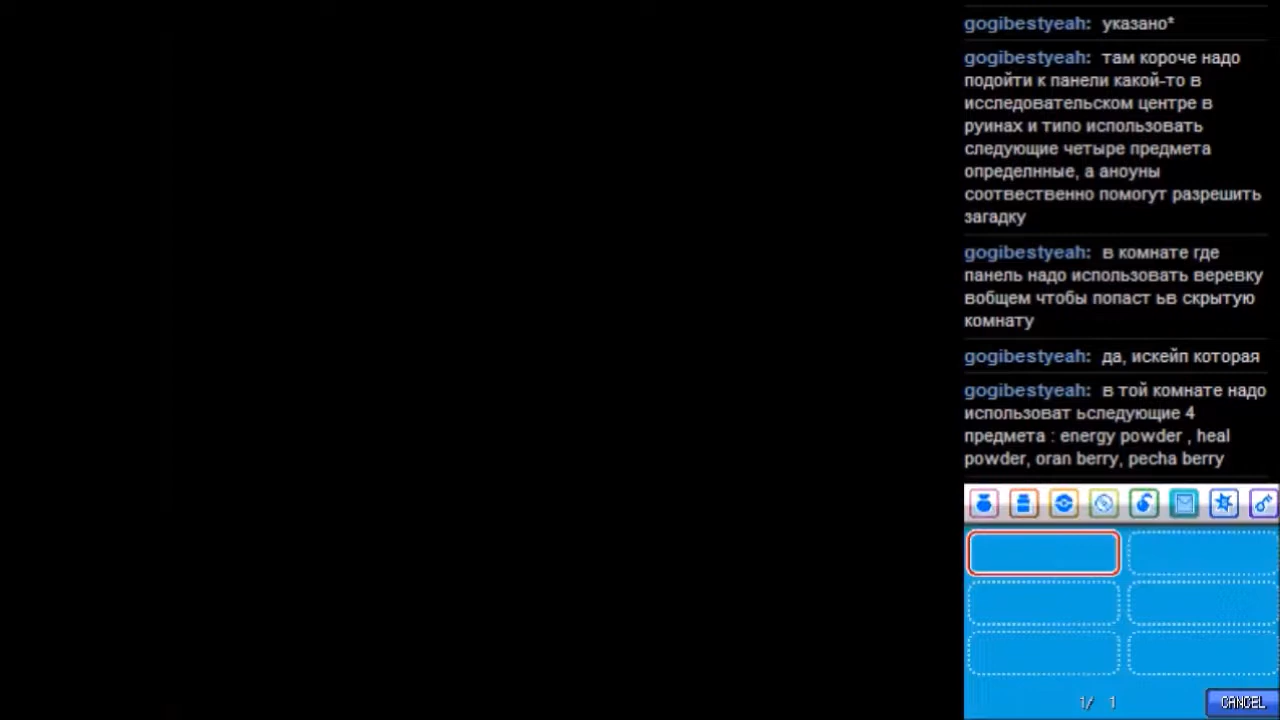 gogibestyeah: указано*
gogibestyeah: там короче надо
подойти к панели какой-то в
исследовательском центре в
руинах и типо использовать
следующие четыре предмета
определнные, а аноуны
соотвественно помогут разрешить
загадку
gogibestyeah: в комнате где
панель надо использовать веревку
вобщем чтобы попаст ьв скрытую
комнату
gogibestyeah: да, искейп которая
gogibestyeah: в той комнате надо
использоват ьследующие 4
предмета : energy powder , heal
powder, oran berry, pecha berry
1/ 1
CANCEL